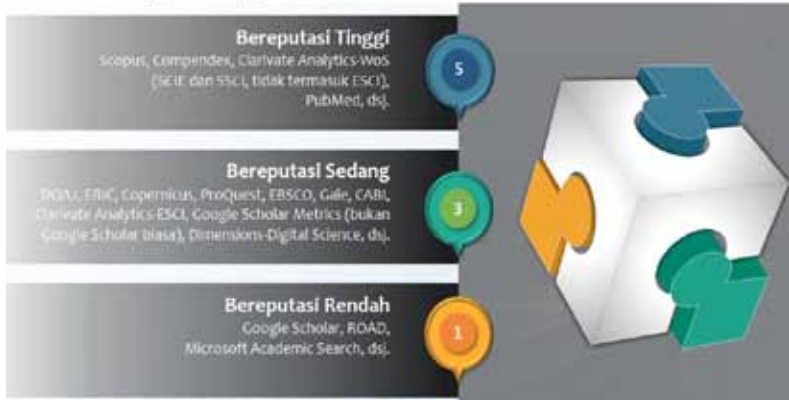 Bereputasi Tinggi
Scopus, Compendex, Clarivate Analytics-WoS
(SCIE dan SSCI, tidak termasuk ESCI),
PubMed, dsj.
5
Bereputasi Sedang
DOAJ, ERIC, Copernicus, ProQuest, EBSCO, Gale, CABI,
Clarivate Analytics-ESCI, Google Scholar Metrics (bukan
Google Scholar biasa), Dimensions-Digital Science, dsj.
3
Bereputasi Rendah
Google Scholar, ROAD,
Microsoft Academic Search, dsj.
1